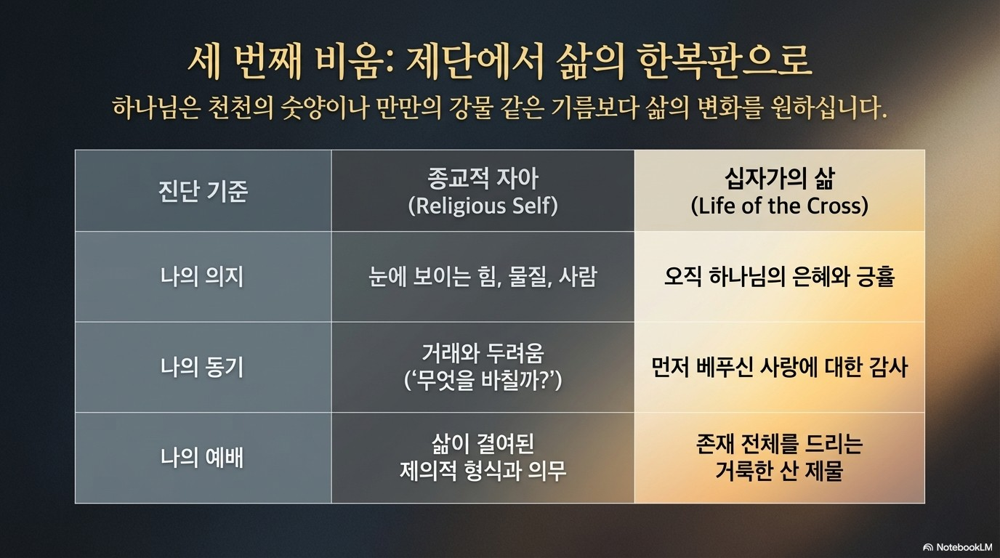 세 번째 비움: 제단에서 삶의 한복판으로
하나님은 천천의 숫양이나 만만의 강물 같은 기름보다 삶의 변화를 원하십니다.
진단 기준
종교적 자아
(Religious Self)
십자가의 삶
(Life of the Cross)
나의 의지
눈에 보이는 힘, 물질, 사람
오직 하나님의 은혜와 긍휼
나의 동기
거래와 두려움
(‘무엇을 바칠까?’)
먼저 베푸신 사랑에 대한 감사
나의 예배
삶이 결여된
제의적 형식과 의무
존재 전체를 드리는
거룩한 산 제물
NotebookLM